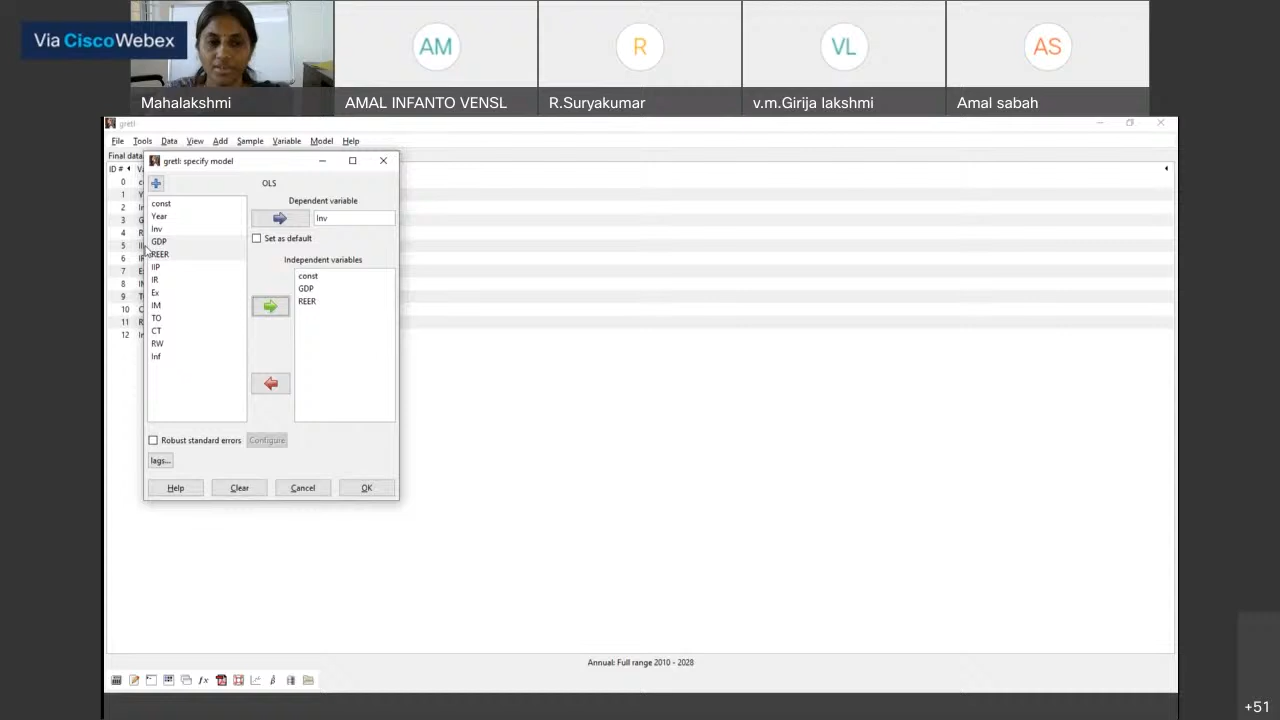 Via CiscoWebex
AM
R
VL
AS
Mahalakshmi
AMAL INFANTO VENSL
R.Suryakumar
v.m.Girija lakshmi
Amal sabah
gretl
File Tools Data View Add Sample Variable Model Help
Final data
ID #
gretl: specify model
OLS
0
1
2
3
4
5
6
7
8
9
10
11
12
const
Year
Inv
GDP
REER
IIP
IR
Ex
IM
TO
CT
RW
Inf
Dependent variable
Inv
Set as default
Independent variables
const
GDP
REER
Robust standard errors Configure
lags...
Help Clear Cancel OK
Annual: Full range 2010 - 2028
+51